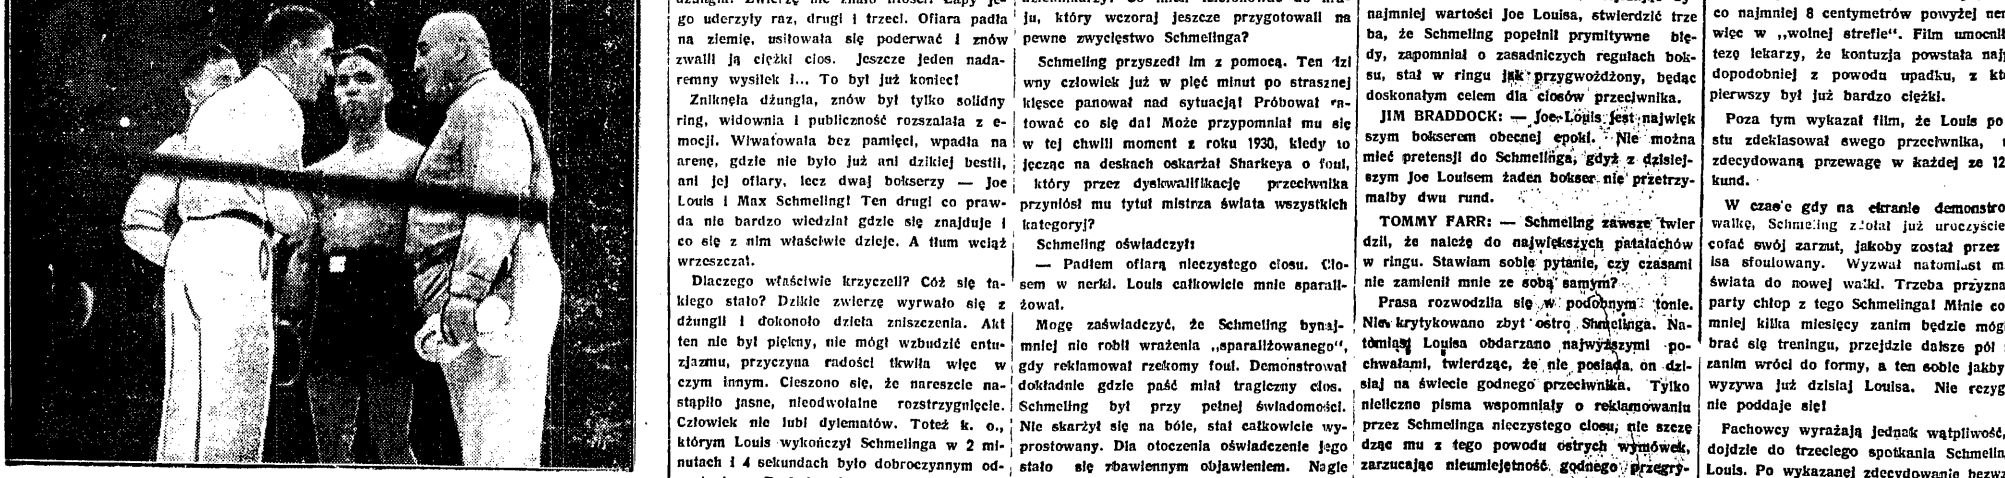 go uderzyły raz, drugi i trzeci. Ofiara padła
na ziemię, usiłowała się poderwać i znów
zwalił ją ciężki cios. Jeszcze jeden nada-
remny wysiłek i... To był już koniec!
Zniknęła dżungla, znów był tylko solidny
ring, widownia i publiczność rozszalała z e-
mocji. Wiwatowała bez pamięci, wpadła na
arenę, gdzie nie było już ani dzikiej bestii,
ani jej ofiary, lecz dwaj bokserzy — Joe
Louis i Max Schmeling! Ten drugi co praw-
da nie bardzo wiedział gdzie się znajduje i
co się z nim właściwie dzieje. A tłum wciąż
wrzeszczał.
Dlaczego właściwie krzyczeli? Cóż się ta-
kiego stało? Dzikie zwierzę wyrwało się z
dżungli i dokonoło dzieła zniszczenia. Akt
ten nie był piękny, nie mógł wzbudzić entu-
zjazmu, przyczyna radości tkwiła więc w
czym innym. Cieszono się, że nareszcie na-
stąpiło jasne, nieodwołalne rozstrzygnięcie.
Człowiek nie lubi dylematów. Toteż k. o.,
którym Louis wykończył Schmelinga w 2 mi-
nutach i 4 sekundach było dobroczynnym od-
ju, który wczoraj jeszcze przygotowali na
pewne zwycięstwo Schmelinga?
Schmeling przyszedł im z pomocą. Ten dzi
wny człowiek już w pięć minut po strasznej
klęsce panował nad sytuacją! Próbował ra-
tować co się da! Może przypomniał mu się
w tej chwili moment z roku 1930, kiedy to
jęcząc na deskach oskarżał Sharkeya o foul,
który przez dyskwalifikację przeciwnika
przyniósł mu tytuł mistrza świata wszystkich
kategoryj?
Schmeling oświadczył:
— Padłem ofiarą nieczystego ciosu. Cio-
sem w nerki. Louis całkowicie mnie sparali-
żował.
Mogę zaświadczyć, że Schmeling bynaj-
mniej nie robił wrażenia „sparaliżowanego",
gdy reklamował rzekomy foul. Demonstrował
dokładnie gdzie paść miał tragiczny cios.
Schmeling był przy pełnej świadomości.
Nie skarżył się na bóle, stał całkowicie wy-
prostowany. Dla otoczenia oświadczenie jego
stało się zbawiennym objawieniem. Nagle
najmniej wartości Joe Louisa, stwierdzić trze
ba, że Schmeling popełnił prymitywne błę-
dy, zapomniał o zasadniczych regułach bok-
su, stał w ringu jak przygwożdżony, będąc
doskonałym celem dla ciosów przeciwnika.
JIM BRADDOCK: — Joe Louis jest najwięk
szym bokserem obecnej epoki. Nie można
mieć pretensji do Schmelinga, gdyż z dzisiej-
szym Joe Louisem żaden bokser nie przetrzy-
małby dwu rund.
TOMMY FARR: — Schmeling zawsze twier
dził, że należę do największych patałachów
w ringu. Stawiam sobie pytanie, czy czasami
nie zamienił mnie ze sobą samym?
Prasa rozwodziła się w podobnym tonie.
Nie krytykowano zbyt ostro Shmelinga. Na-
tomiast Louisa obdarzano najwyższymi po-
chwałami, twierdząc, że nie posiada on dzi-
siaj na świecie godnego przeciwnika. Tylko
nieliczne pisma wspomniały o reklamowaniu
przez Schmelinga nieczystego ciosu, nie szczę
dząc mu z tego powodu ostrych wymówek,
zarzucając nieumiejętność godnego przegry-
co najmniej 8 centymetrów powyżej ner
więc w „wolnej strefie". Film umocnił
tezę lekarzy, że kontuzja powstała naj
dopodobniej z powodu upadku, z kt
pierwszy był już bardzo ciężki.
Poza tym wykazał film, że Louis po
stu zdeklasował swego przeciwnika,
zdecydowaną przewagę w każdej ze 12
kund.
W czasie gdy na ekranie demonstro
walkę, Schmeling zdołał już uroczyście
cofać swój zarzut, jakoby został przez
isa sfoulowany. Wyzwał natomiast m
świata do nowej walki. Trzeba przyzna
party chłop z tego Schmelinga! Minie co
mniej kilka miesięcy zanim będzie mógł
brać się treningu, przejdzie dalsze pół
zanim wróci do formy, a ten sobie jakby
wyzywa już dzisiaj Louisa. Nie rezyg
nie poddaje się!
Fachowcy wyrażają jednak wątpliwość,
dojdzie do trzeciego spotkania Schmelin
Louis. Po wykazanej zdecydowanie bezwz